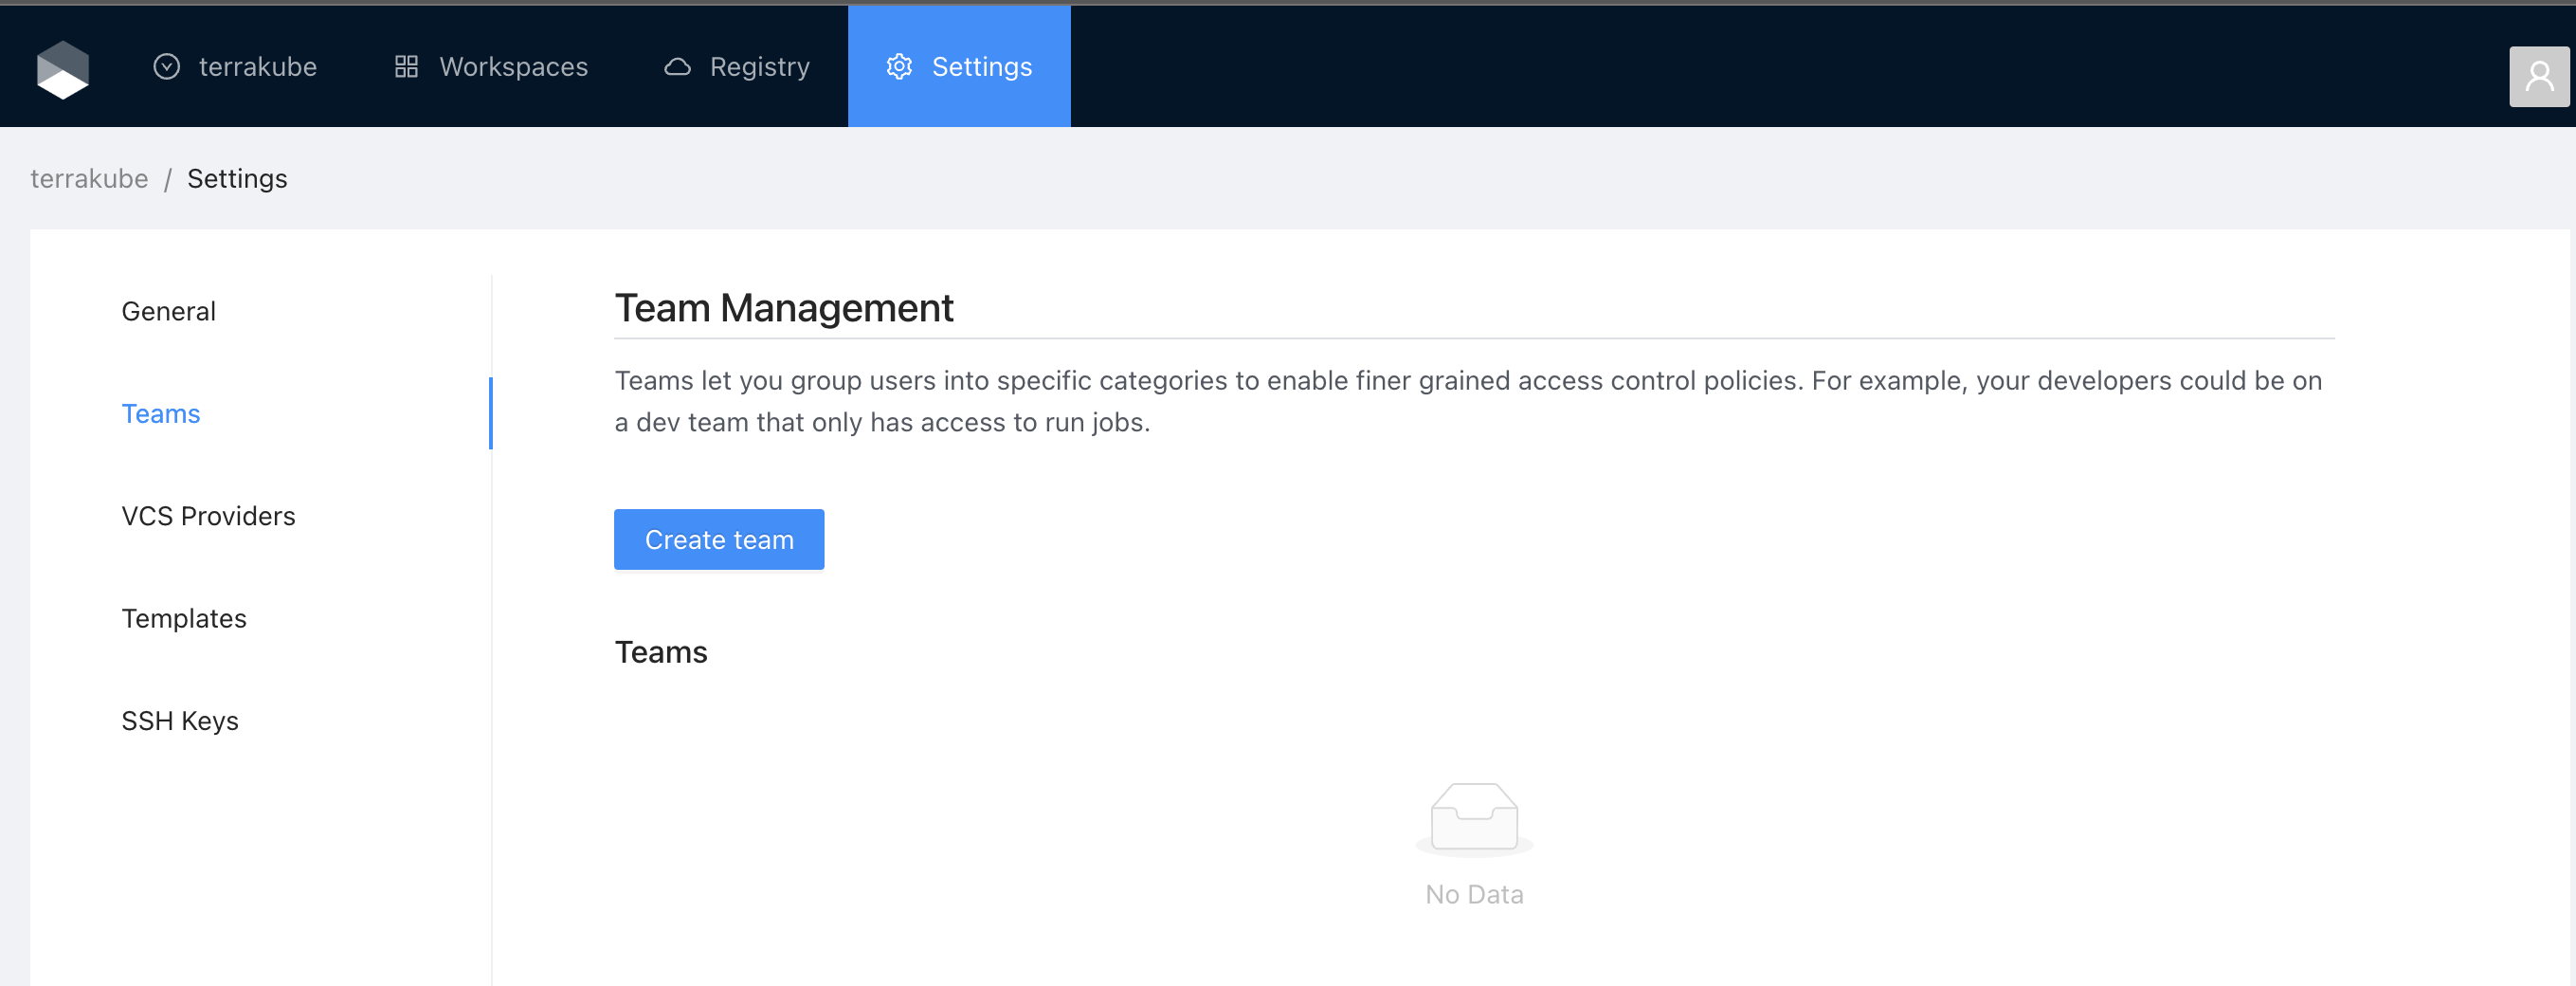 terrakube
Workspaces
Registry
Settings
terrakube / Settings
General
Teams
VCS Providers
Templates
SSH Keys
Team Management
Teams let you group users into specific categories to enable finer grained access control policies. For example, your developers could be on
a dev team that only has access to run jobs.
Create team
Teams
No Data